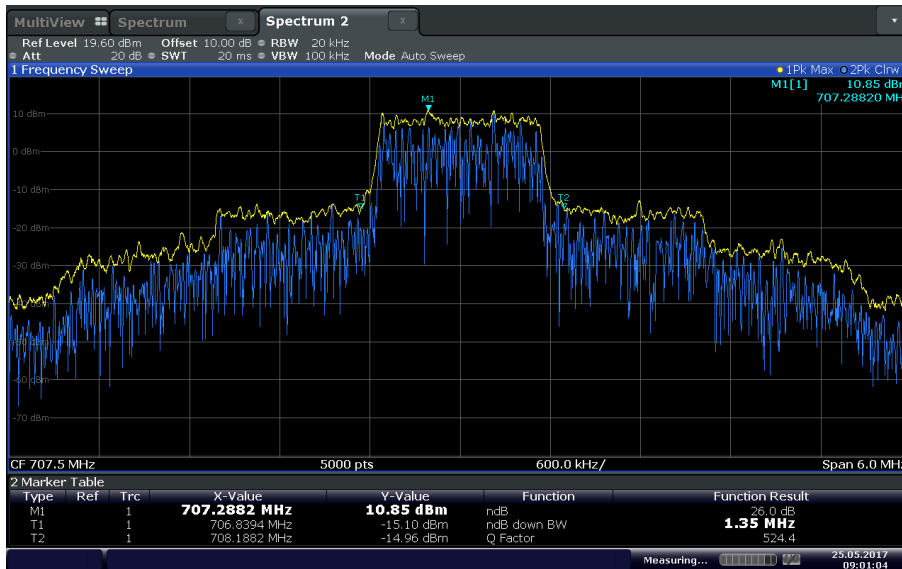 MultiView Spectrum x Spectrum 2 x
Ref Level 19.60 dBm Offset 10.00 dB RBW 20 kHz
Att 20 dB SWT 20 ms VBW 100 kHz Mode Auto Sweep
1 Frequency Sweep 1Pk Max 2Pk Clrw
M1[1] 10.85 dBm
707.28820 MH
M1
10 dBm
0 dBm
-10 dBm
T1 T2
-20 dBm
-30 dBm
-60 dBm
-70 dBm
CF 707.5 MHz 5000 pts 600.0 kHz/ Span 6.0 MHz
2 Marker Table
Type Ref Trc X-Value Y-Value Function Function Result
M1 1 707.2882 MHz 10.85 dBm ndB 26.0 dB
T1 1 706.8394 MHz -15.10 dBm ndB down BW 1.35 MHz
T2 1 708.1882 MHz -14.96 dBm Q Factor 524.4
Measuring... 25.05.2017
09:01:04